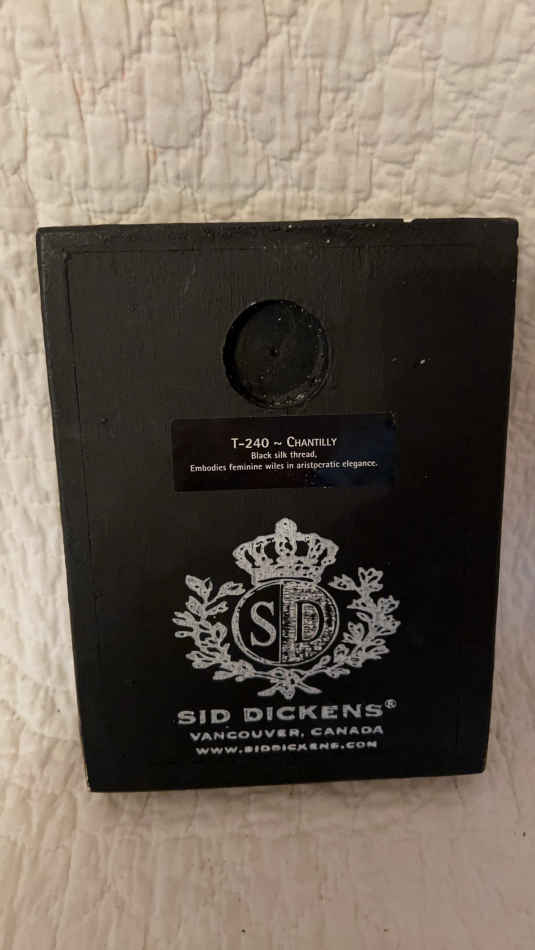 T-240 ~ CHANTILLY
Black silk thread,
Embodies feminine wiles in aristocratic elegance.
SD
SID DICKENS®
VANCOUVER, CANADA
WWW.SIDDICKENS.COM